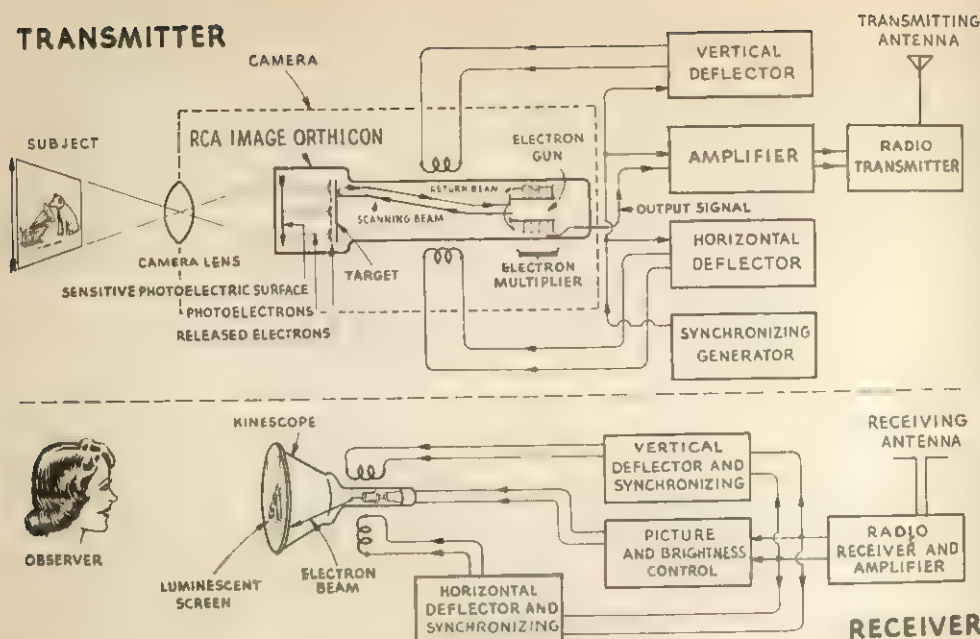 TRANSMITTER
CAMERA
RCA IMAGE ORTHICON
SUBJECT
CAMERA LENS
SENSITIVE PHOTOELECTRIC SURFACE
PHOTOELECTRONS
RELEASED ELECTRONS
TARGET
RETURN BEAM
SCANNING BEAM
ELECTRON
GUN
ELECTRON
MULTIPLIER
OUTPUT SIGNAL
VERTICAL
DEFLECTOR
AMPLIFIER
HORIZONTAL
DEFLECTOR
SYNCHRONIZING
GENERATOR
TRANSMITTING
ANTENNA
RADIO
TRANSMITTER
OBSERVER
KINESCOPE
LUMINESCENT
SCREEN
ELECTRON
BEAM
VERTICAL
DEFLECTOR AND
SYNCHRONIZING
PICTURE
AND BRIGHTNESS
CONTROL
HORIZONTAL
DEFLECTOR AND
SYNCHRONIZING
RECEIVING
ANTENNA
RADIO
RECEIVER AND
AMPLIFIER
RECEIVER